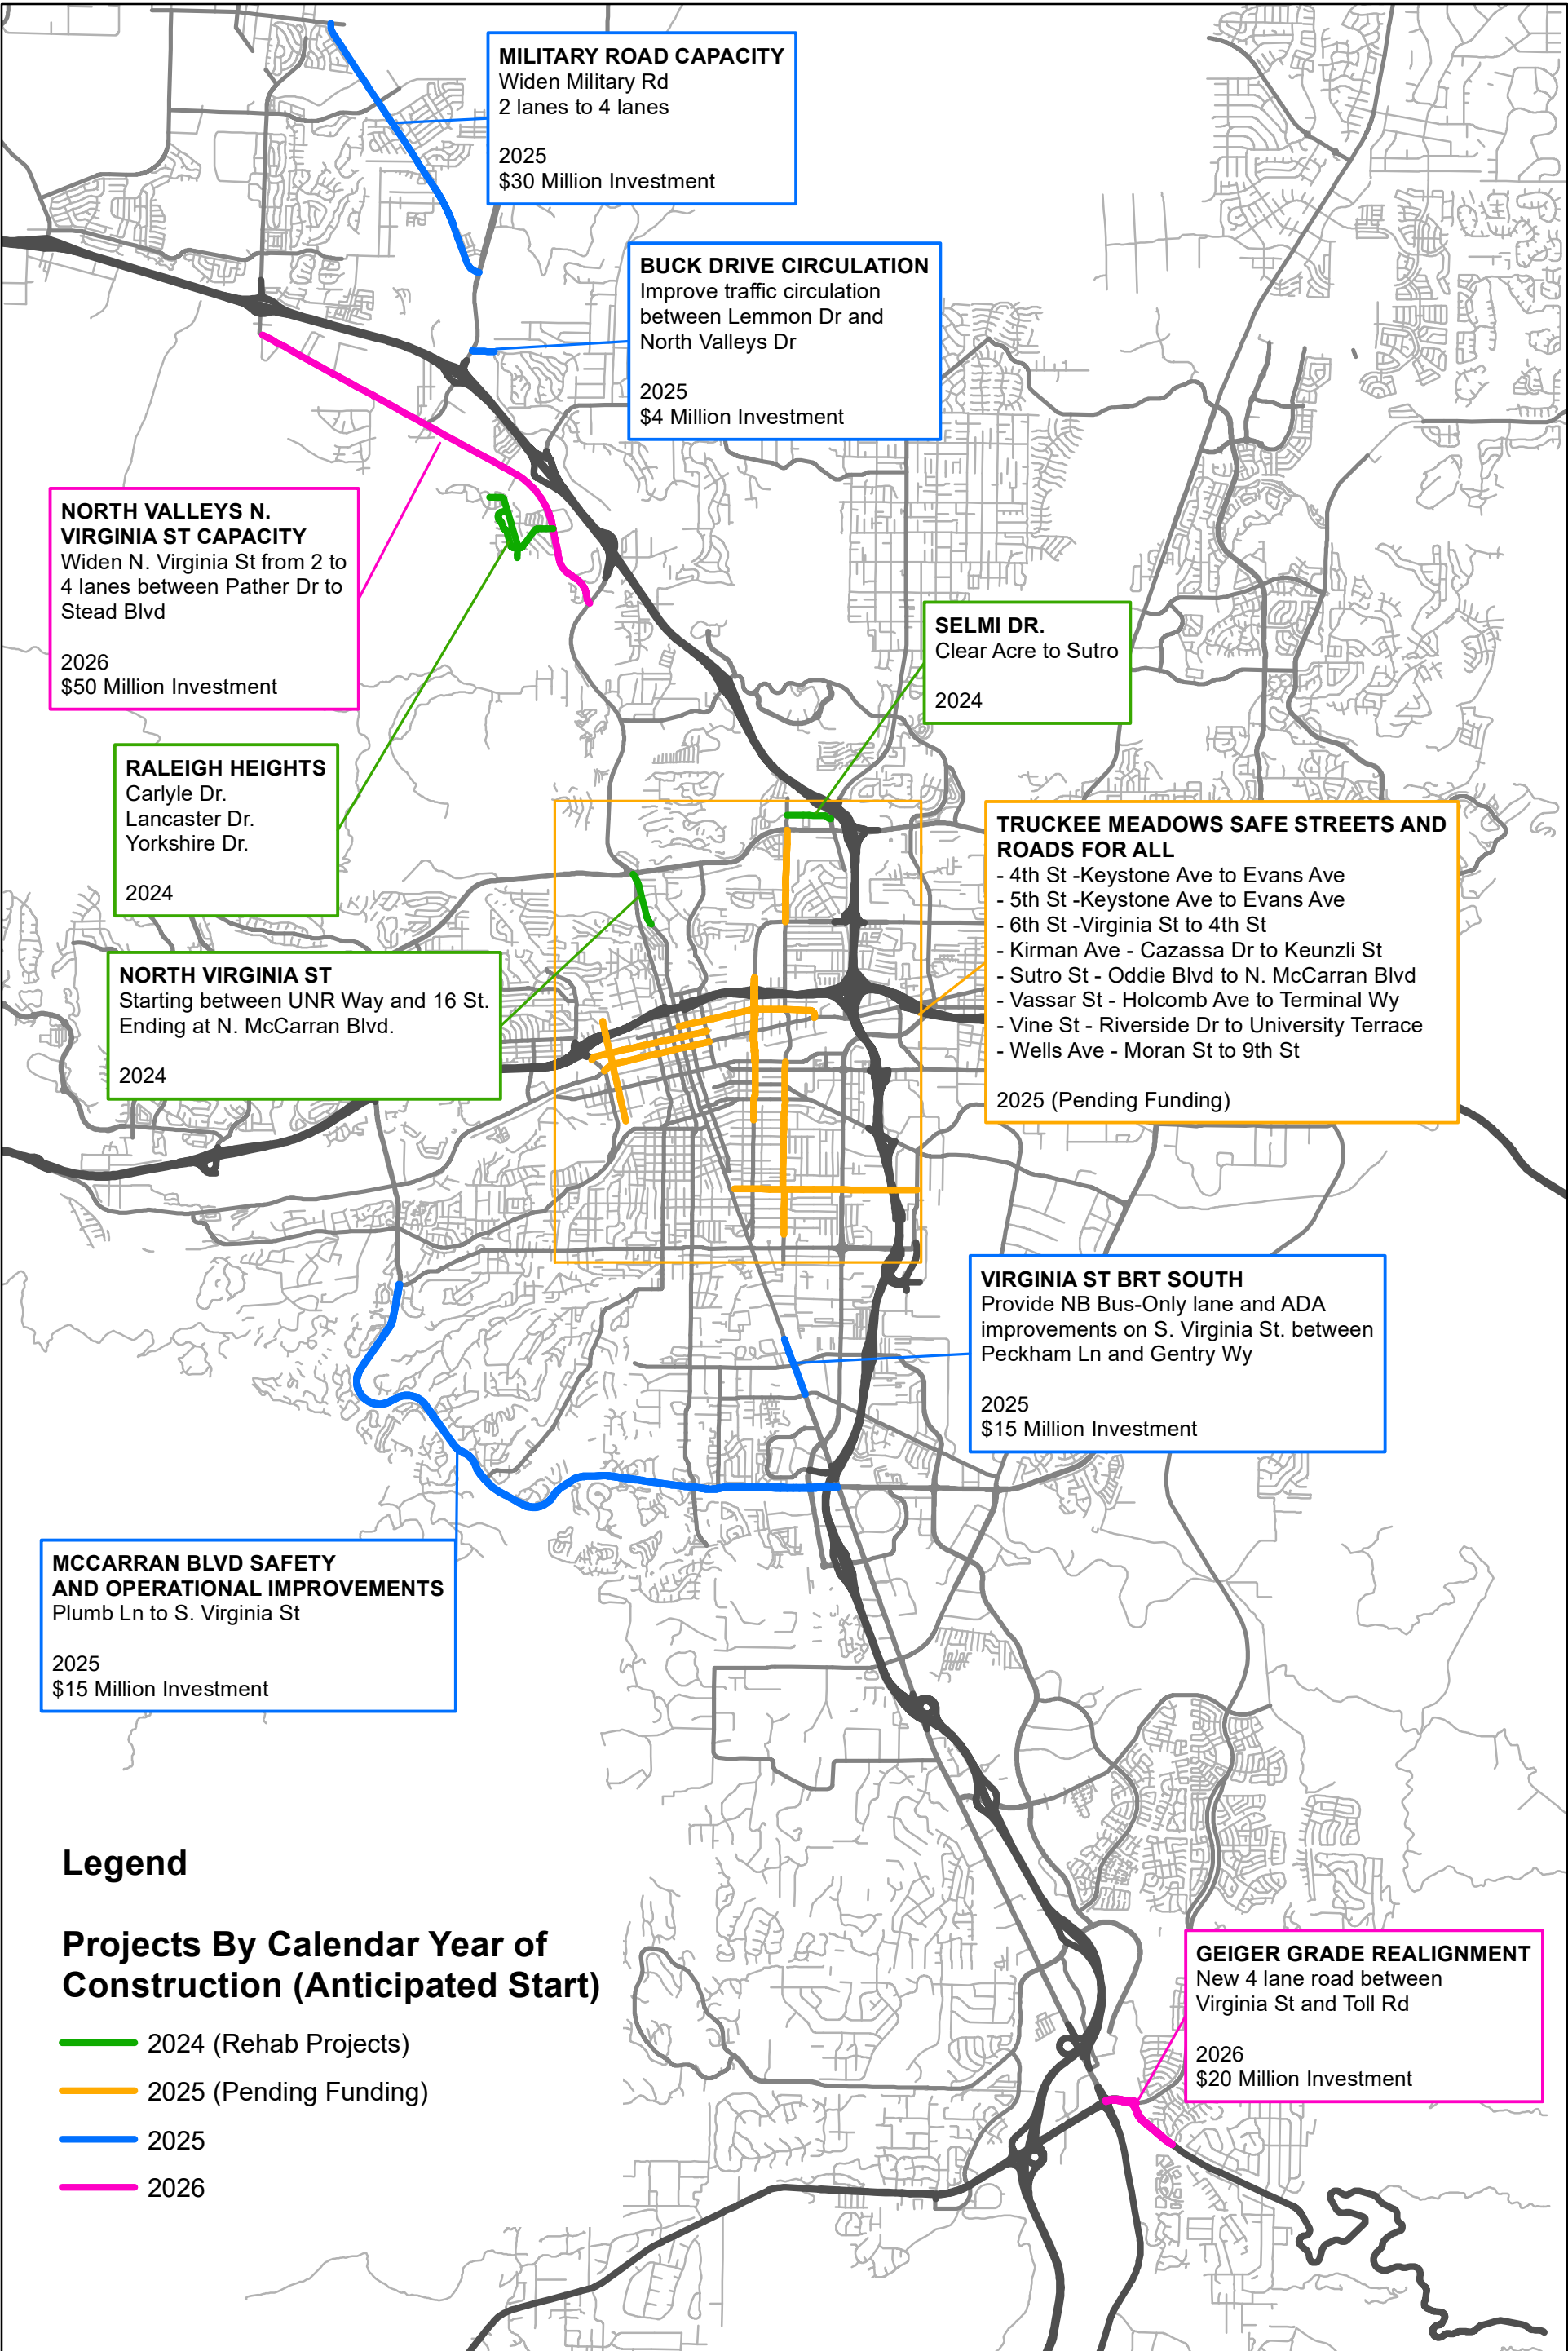 MILITARY ROAD CAPACITY
Widen Military Rd
2 lanes to 4 lanes
2025
$30 Million Investment
BUCK DRIVE CIRCULATION
Improve traffic circulation
between Lemmon Dr and
North Valleys Dr
2025
$4 Million Investment
NORTH VALLEYS N.
VIRGINIA ST CAPACITY
Widen N. Virginia St from 2 to
4 lanes between Pather Dr to
Stead Blvd
2026
$50 Million Investment
SELMI DR.
Clear Acre to Sutro
2024
RALEIGH HEIGHTS
Carlyle Dr.
Lancaster Dr.
Yorkshire Dr.
2024
TRUCKEE MEADOWS SAFE STREETS AND
ROADS FOR ALL
- 4th St -Keystone Ave to Evans Ave
- 5th St -Keystone Ave to Evans Ave
- 6th St -Virginia St to 4th St
- Kirman Ave - Cazassa Dr to Keunzli St
- Sutro St - Oddie Blvd to N. McCarran Blvd
- Vassar St - Holcomb Ave to Terminal Wy
- Vine St - Riverside Dr to University Terrace
- Wells Ave - Moran St to 9th St
2025 (Pending Funding)
NORTH VIRGINIA ST
Starting between UNR Way and 16 St.
Ending at N. McCarran Blvd.
2024
VIRGINIA ST BRT SOUTH
Provide NB Bus-Only lane and ADA
improvements on S. Virginia St. between
Peckham Ln and Gentry Wy
2025
$15 Million Investment
MCCARRAN BLVD SAFETY
AND OPERATIONAL IMPROVEMENTS
Plumb Ln to S. Virginia St
2025
$15 Million Investment
GEIGER GRADE REALIGNMENT
New 4 lane road between
Virginia St and Toll Rd
2026
$20 Million Investment
Legend
Projects By Calendar Year of
Construction (Anticipated Start)
2024 (Rehab Projects)
2025 (Pending Funding)
2025
2026